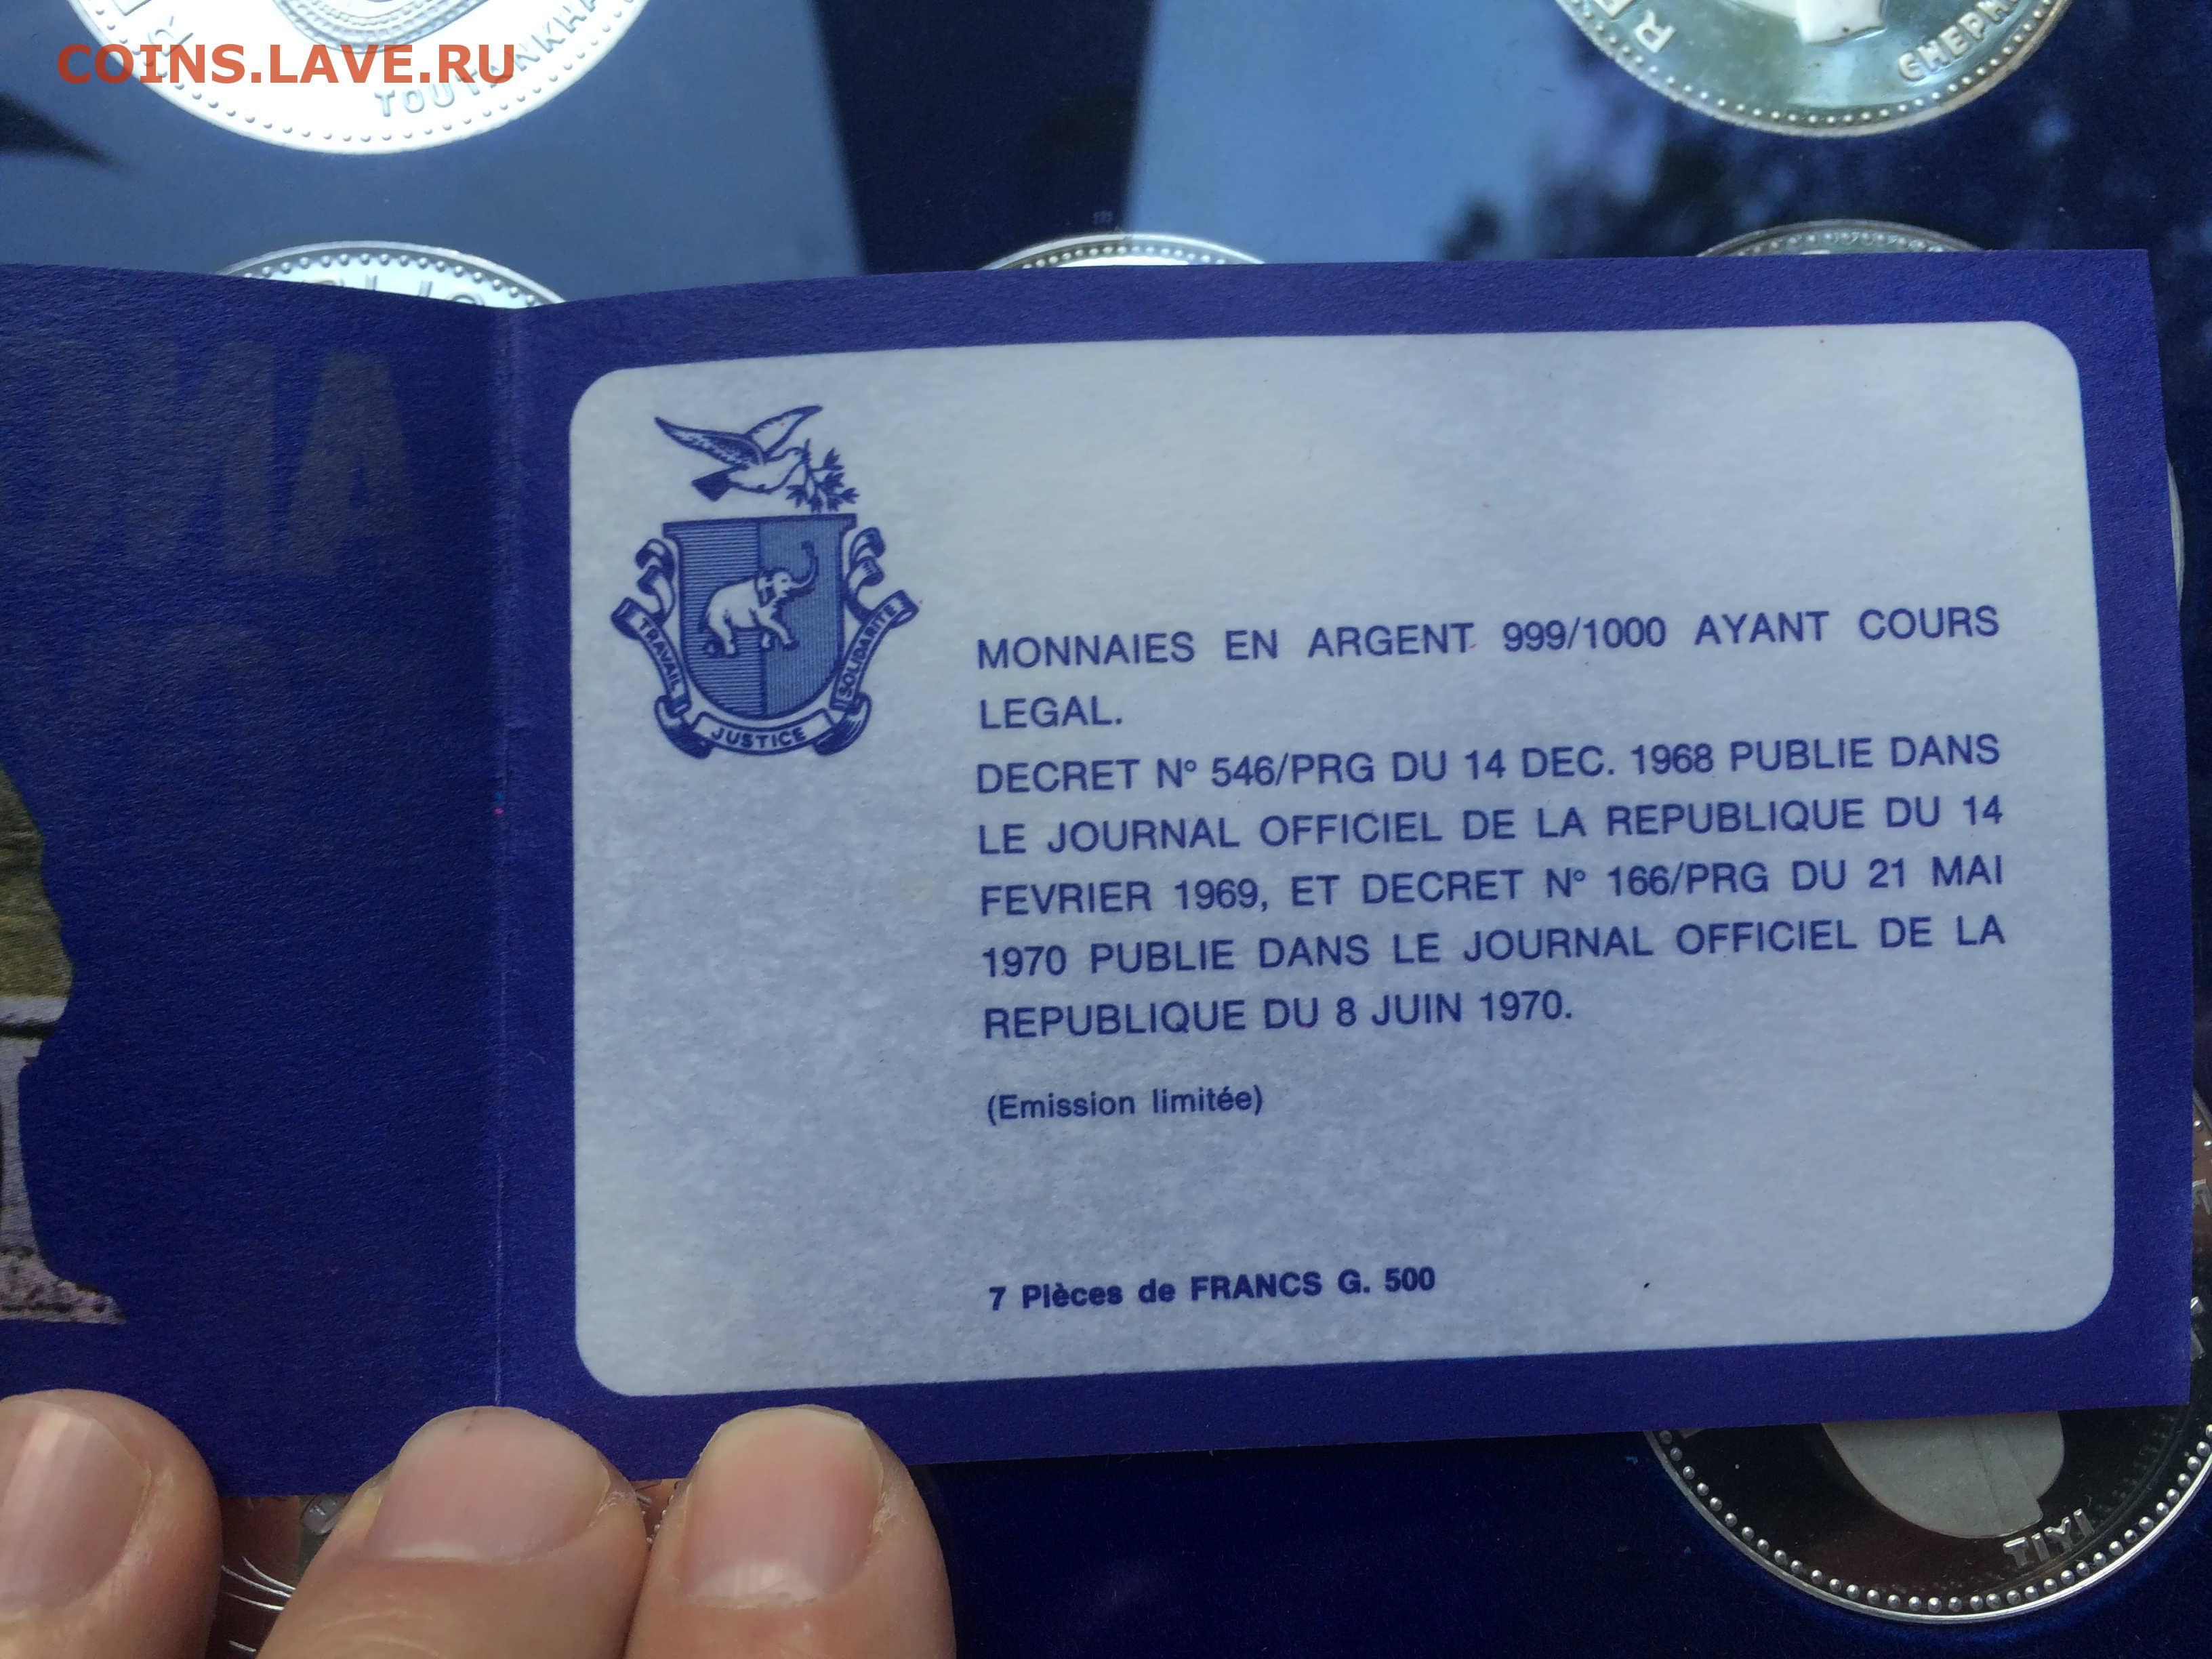 COINS.LAVE.RU
TOUTANKHA
CHEPH
TRAVAIL
JUSTICE
SOLIDARITE
MONNAIES EN ARGENT 999/1000 AYANT COURS
LEGAL.
DECRET N° 546/PRG DU 14 DEC. 1968 PUBLIE DANS
LE JOURNAL OFFICIEL DE LA REPUBLIQUE DU 14
FEVRIER 1969, ET DECRET N° 166/PRG DU 21 MAI
1970 PUBLIE DANS LE JOURNAL OFFICIEL DE LA
REPUBLIQUE DU 8 JUIN 1970.
(Emission limitée)
7 Pièces de FRANCS G. 500
TIYI